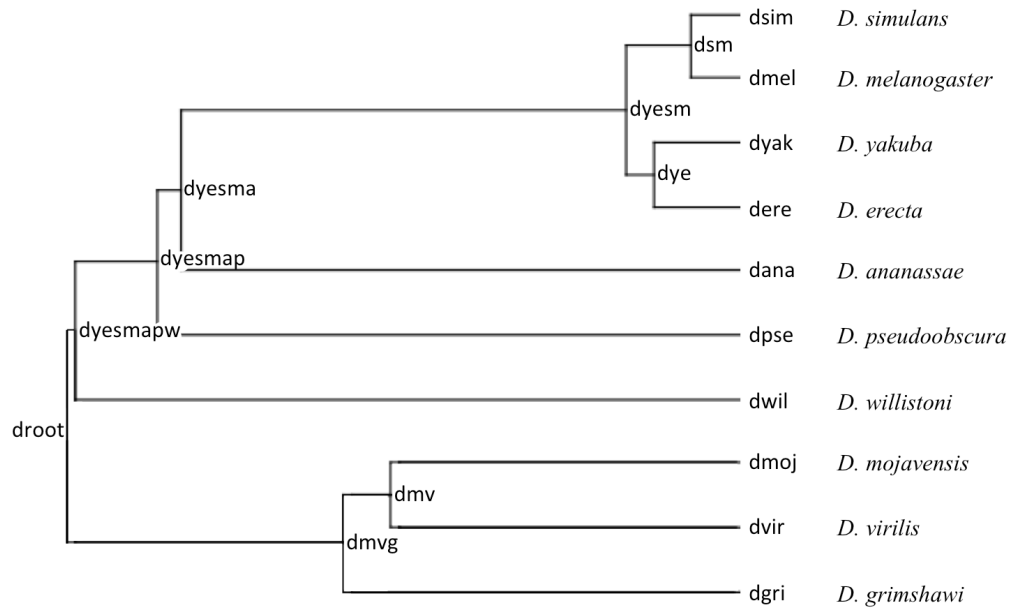 dsim D. simulans
dsm
dmel D. melanogaster
dyesm
dyak D. yakuba
dye
dyesma
dere D. erecta
dyesmap
dana D. ananassae
dyesmapw
dpse D. pseudoobscura
dwil D. willistoni
droot
dmoj D. mojavensis
dmv
dvir D. virilis
dmvg
dgri D. grimshawi